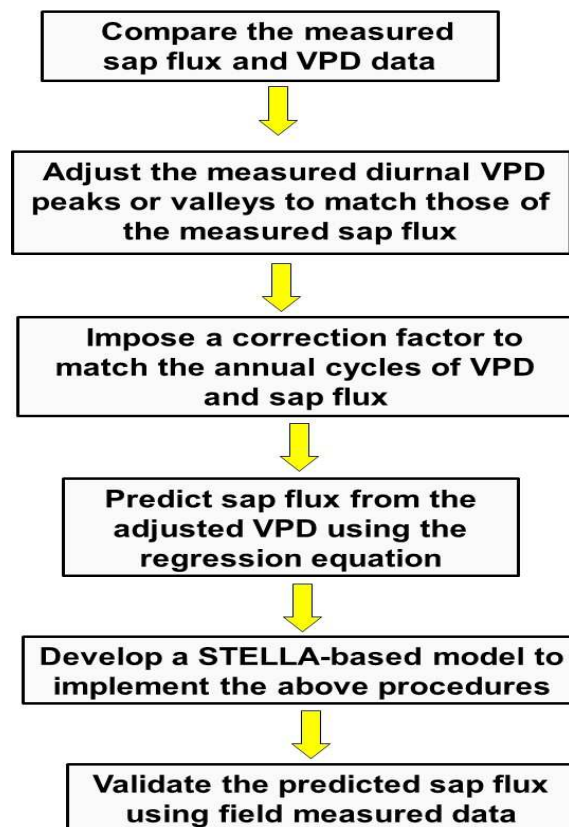 Compare the measured
sap flux and VPD data
Adjust the measured diurnal VPD
peaks or valleys to match those of
the measured sap flux
Impose a correction factor to
match the annual cycles of VPD
and sap flux
Predict sap flux from the
adjusted VPD using the
regression equation
Develop a STELLA-based model to
implement the above procedures
Validate the predicted sap flux
using field measured data